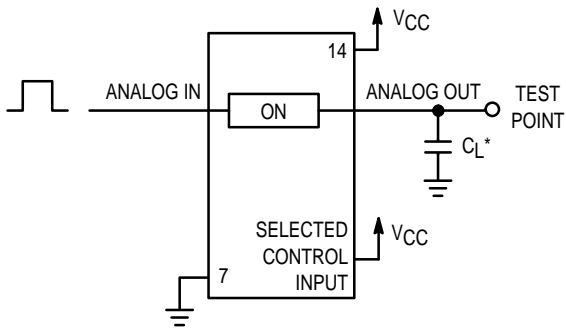 VCC
14
ANALOG IN
ON
ANALOG OUT
TEST
POINT
CL*
SELECTED
CONTROL
INPUT
VCC
7